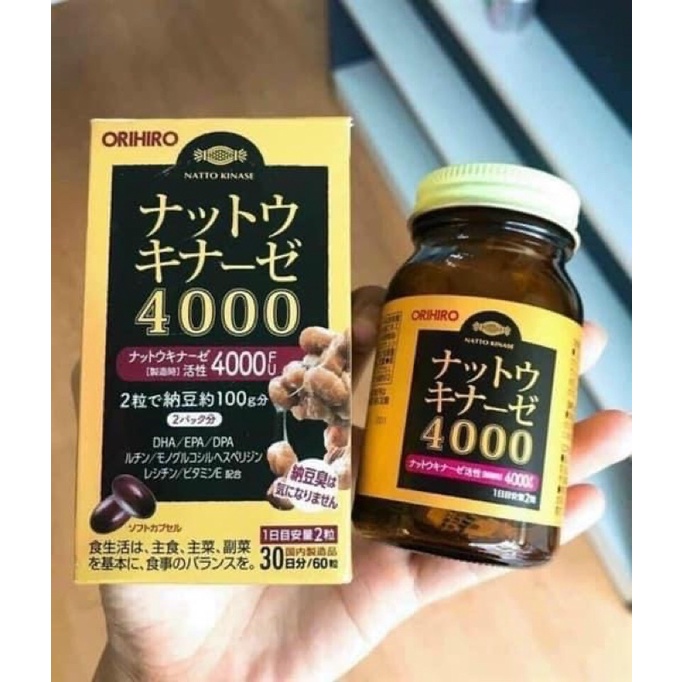 ORIHIRO
NATTO KINASE
ナットウ
キナーゼ
4000
ナットウキナーゼ
[製造時] 活性 4000FU
2粒で納豆約100g分
2パック分
DHA/EPA/DPA
ルチン/モノグルコシルヘスペリジン
レシチン/ビタミンE 配合
納豆臭は
気になりません
ソフトカプセル
1日目安量2粒
食生活は、主食、主菜、副菜
を基本に、食事のバランスを。
国内製造品
30日分/60粒
ORIHIRO
NATTO KINASE
ナットウ
キナーゼ
4000
ナットウキナーゼ活性 4000
1日目安量2粒